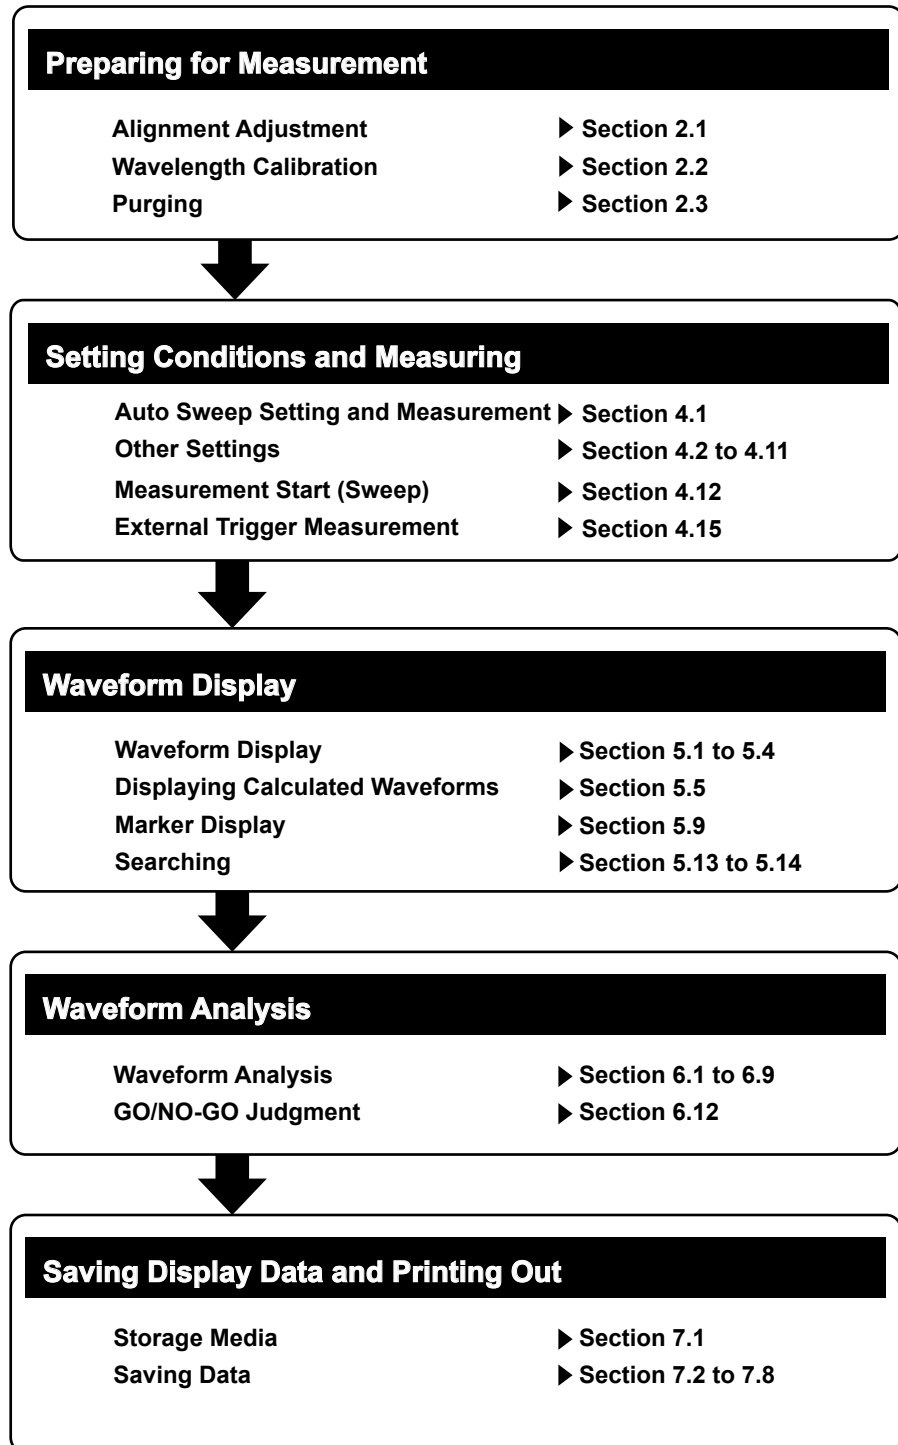 Preparing for Measurement
Alignment Adjustment Section 2.1
Wavelength Calibration Section 2.2
Purging Section 2.3
Setting Conditions and Measuring
Auto Sweep Setting and Measurement Section 4.1
Other Settings Section 4.2 to 4.11
Measurement Start (Sweep) Section 4.12
External Trigger Measurement Section 4.15
Waveform Display
Waveform Display Section 5.1 to 5.4
Displaying Calculated Waveforms Section 5.5
Marker Display Section 5.9
Searching Section 5.13 to 5.14
Waveform Analysis
Waveform Analysis Section 6.1 to 6.9
GO/NO-GO Judgment Section 6.12
Saving Display Data and Printing Out
Storage Media Section 7.1
Saving Data Section 7.2 to 7.8